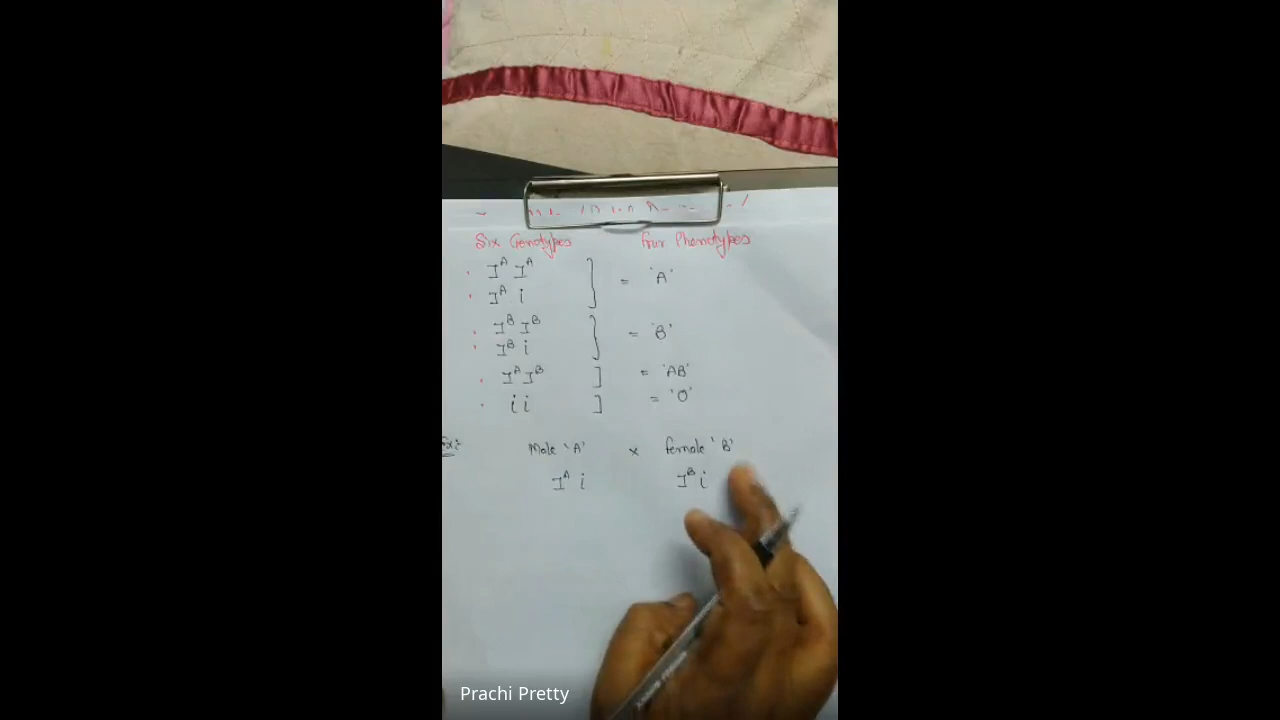 Six Genotypes Four Phenotypes
I^A I^A
I^A i } = 'A'
I^B I^B
I^B i } = 'B'
I^A I^B ] = 'AB'
i i ] = 'O'
Ex:- Male 'A' × female 'B'
I^A i I^B i
Prachi Pretty